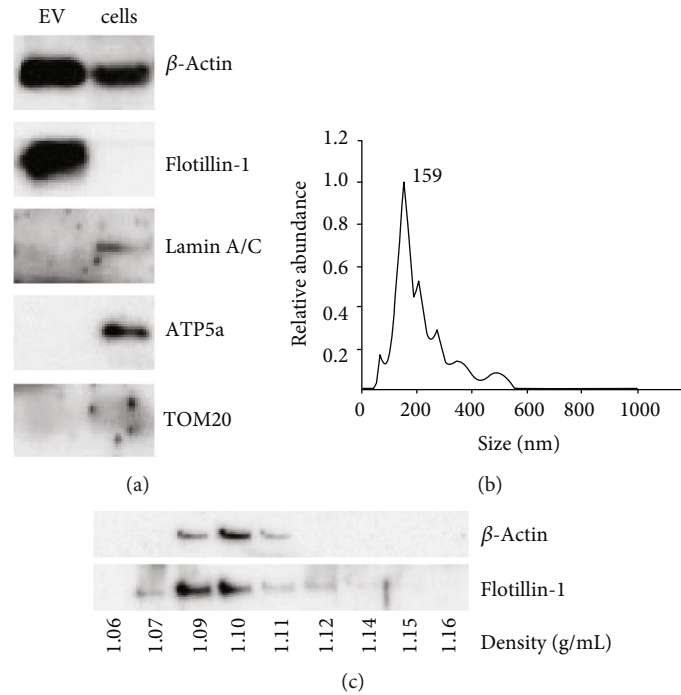 EV cells
β-Actin
Flotillin-1
Lamin A/C
ATP5a
TOM20
(a)
1.2
1.0
0.8
0.6
0.4
0.2
159
Relative abundance
0 200 400 600 800 1000
Size (nm)
(b)
β-Actin
Flotillin-1
1.06 1.07 1.09 1.10 1.11 1.12 1.14 1.15 1.16 Density (g/mL)
(c)